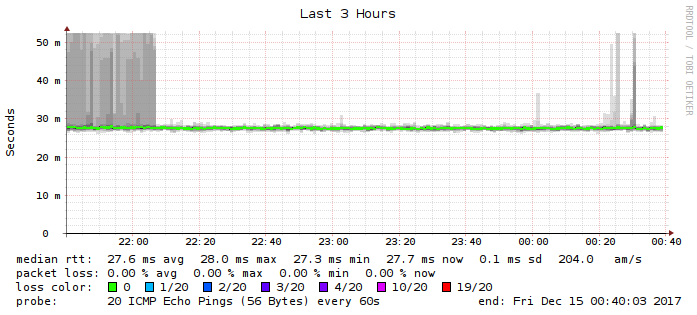 Last 3 Hours
RRDTOOL / TOBI OETIKER
Seconds
50 m
40 m
30 m
20 m
10 m
0
22:00 22:20 22:40 23:00 23:20 23:40 00:00 00:20 00:40
median rtt: 27.6 ms avg 28.0 ms max 27.3 ms min 27.7 ms now 0.1 ms sd 204.0 am/s
packet loss: 0.00 % avg 0.00 % max 0.00 % min 0.00 % now
loss color: 0 1/20 2/20 3/20 4/20 10/20 19/20
probe: 20 ICMP Echo Pings (56 Bytes) every 60s end: Fri Dec 15 00:40:03 2017